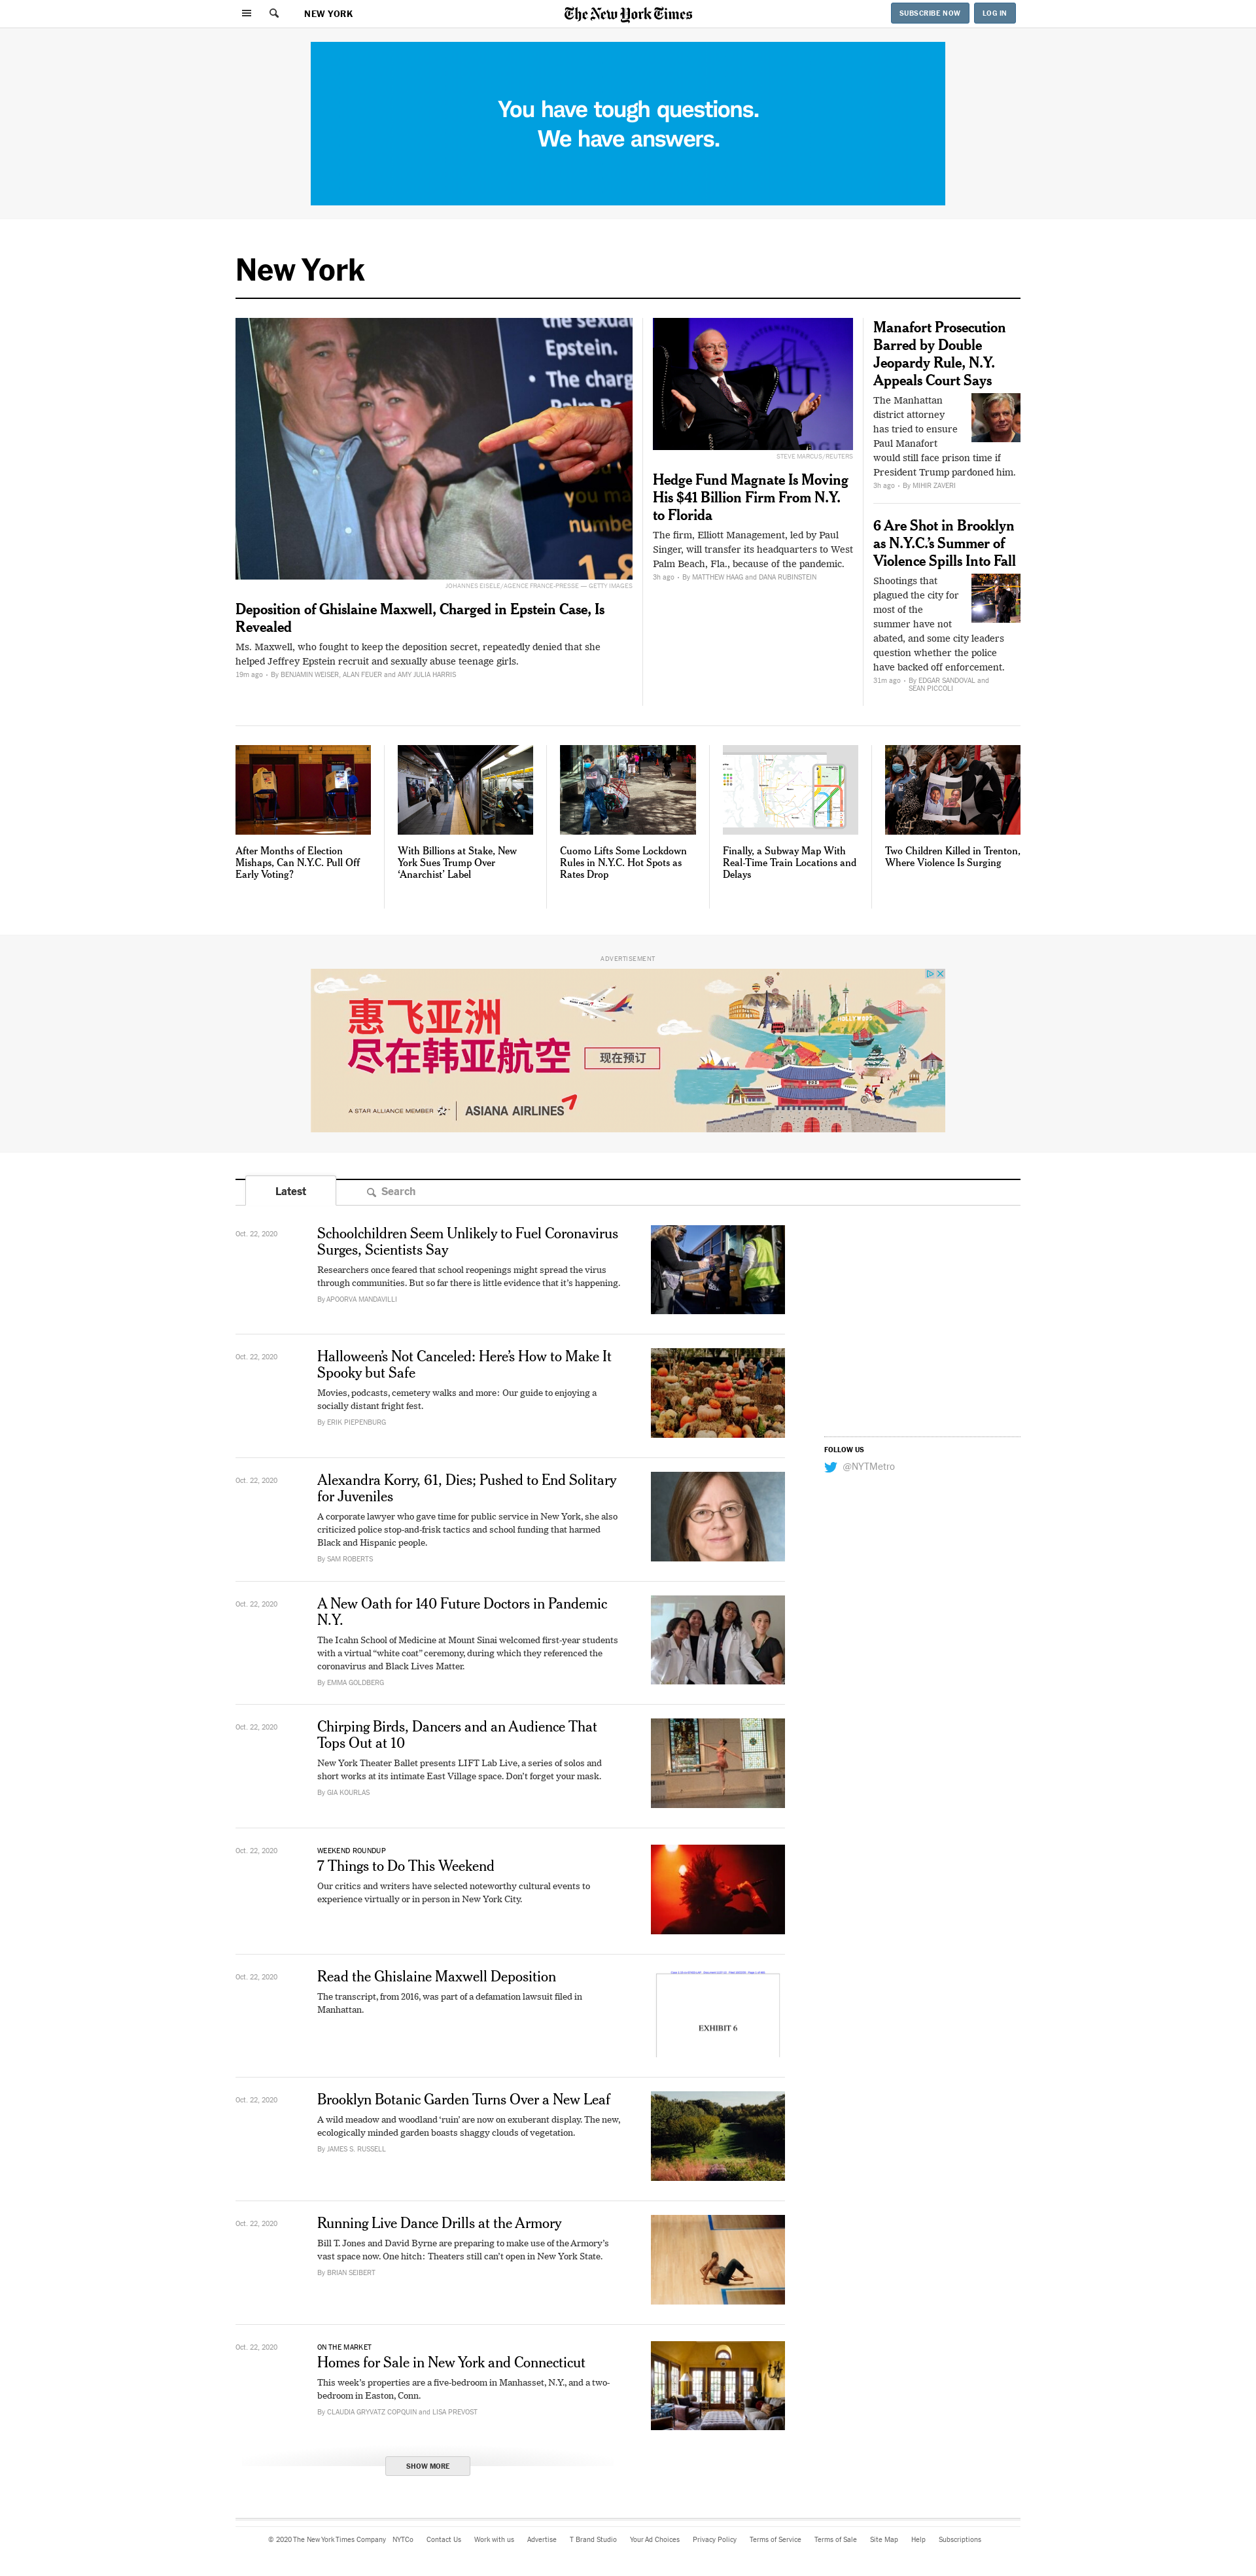 NEW YORK
The New York Times
SUBSCRIBE NOW
LOG IN
You have tough questions.
We have answers.
New York
the sexual
Epstein.
• The charg
Palm B
you ma
numbe
1-8
JOHANNES EISELE/AGENCE FRANCE-PRESSE — GETTY IMAGES
Deposition of Ghislaine Maxwell, Charged in Epstein Case, Is
Revealed
Ms. Maxwell, who fought to keep the deposition secret, repeatedly denied that she
helped Jeffrey Epstein recruit and sexually abuse teenage girls.
19m ago • By BENJAMIN WEISER, ALAN FEUER and AMY JULIA HARRIS
STEVE MARCUS/REUTERS
Hedge Fund Magnate Is Moving
His $41 Billion Firm From N.Y.
to Florida
The firm, Elliott Management, led by Paul
Singer, will transfer its headquarters to West
Palm Beach, Fla., because of the pandemic.
3h ago • By MATTHEW HAAG and DANA RUBINSTEIN
Manafort Prosecution
Barred by Double
Jeopardy Rule, N.Y.
Appeals Court Says
The Manhattan
district attorney
has tried to ensure
Paul Manafort
would still face prison time if
President Trump pardoned him.
3h ago • By MIHIR ZAVERI
6 Are Shot in Brooklyn
as N.Y.C.’s Summer of
Violence Spills Into Fall
Shootings that
plagued the city for
most of the
summer have not
abated, and some city leaders
question whether the police
have backed off enforcement.
31m ago • By EDGAR SANDOVAL and
SEAN PICCOLI
After Months of Election
Mishaps, Can N.Y.C. Pull Off
Early Voting?
With Billions at Stake, New
York Sues Trump Over
‘Anarchist’ Label
Cuomo Lifts Some Lockdown
Rules in N.Y.C. Hot Spots as
Rates Drop
Finally, a Subway Map With
Real-Time Train Locations and
Delays
Two Children Killed in Trenton,
Where Violence Is Surging
ADVERTISEMENT
惠飞亚洲
尽在韩亚航空
现在预订
A STAR ALLIANCE MEMBER
ASIANA AIRLINES
HOLLYWOOD
Latest
Search
Oct. 22, 2020
Schoolchildren Seem Unlikely to Fuel Coronavirus
Surges, Scientists Say
Researchers once feared that school reopenings might spread the virus
through communities. But so far there is little evidence that it’s happening.
By APOORVA MANDAVILLI
Oct. 22, 2020
Halloween’s Not Canceled: Here’s How to Make It
Spooky but Safe
Movies, podcasts, cemetery walks and more: Our guide to enjoying a
socially distant fright fest.
By ERIK PIEPENBURG
FOLLOW US
@NYTMetro
Oct. 22, 2020
Alexandra Korry, 61, Dies; Pushed to End Solitary
for Juveniles
A corporate lawyer who gave time for public service in New York, she also
criticized police stop-and-frisk tactics and school funding that harmed
Black and Hispanic people.
By SAM ROBERTS
Oct. 22, 2020
A New Oath for 140 Future Doctors in Pandemic
N.Y.
The Icahn School of Medicine at Mount Sinai welcomed first-year students
with a virtual “white coat” ceremony, during which they referenced the
coronavirus and Black Lives Matter.
By EMMA GOLDBERG
Oct. 22, 2020
Chirping Birds, Dancers and an Audience That
Tops Out at 10
New York Theater Ballet presents LIFT Lab Live, a series of solos and
short works at its intimate East Village space. Don’t forget your mask.
By GIA KOURLAS
Oct. 22, 2020
WEEKEND ROUNDUP
7 Things to Do This Weekend
Our critics and writers have selected noteworthy cultural events to
experience virtually or in person in New York City.
Oct. 22, 2020
Read the Ghislaine Maxwell Deposition
The transcript, from 2016, was part of a defamation lawsuit filed in
Manhattan.
EXHIBIT 6
Oct. 22, 2020
Brooklyn Botanic Garden Turns Over a New Leaf
A wild meadow and woodland ‘ruin’ are now on exuberant display. The new,
ecologically minded garden boasts shaggy clouds of vegetation.
By JAMES S. RUSSELL
Oct. 22, 2020
Running Live Dance Drills at the Armory
Bill T. Jones and David Byrne are preparing to make use of the Armory’s
vast space now. One hitch: Theaters still can’t open in New York State.
By BRIAN SEIBERT
Oct. 22, 2020
ON THE MARKET
Homes for Sale in New York and Connecticut
This week’s properties are a five-bedroom in Manhasset, N.Y., and a two-
bedroom in Easton, Conn.
By CLAUDIA GRYVATZ COPQUIN and LISA PREVOST
SHOW MORE
© 2020 The New York Times Company NYTCo Contact Us Work with us Advertise T Brand Studio Your Ad Choices Privacy Policy Terms of Service Terms of Sale Site Map Help Subscriptions